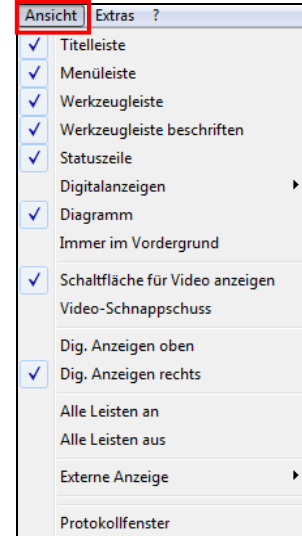 Ansicht Extras ?
Titelleiste
Menüleiste
Werkzeugleiste
Werkzeugleiste beschriften
Statuszeile
Digitalanzeigen
Diagramm
Immer im Vordergrund
Schaltfläche für Video anzeigen
Video-Schnappschuss
Dig. Anzeigen oben
Dig. Anzeigen rechts
Alle Leisten an
Alle Leisten aus
Externe Anzeige
Protokollfenster